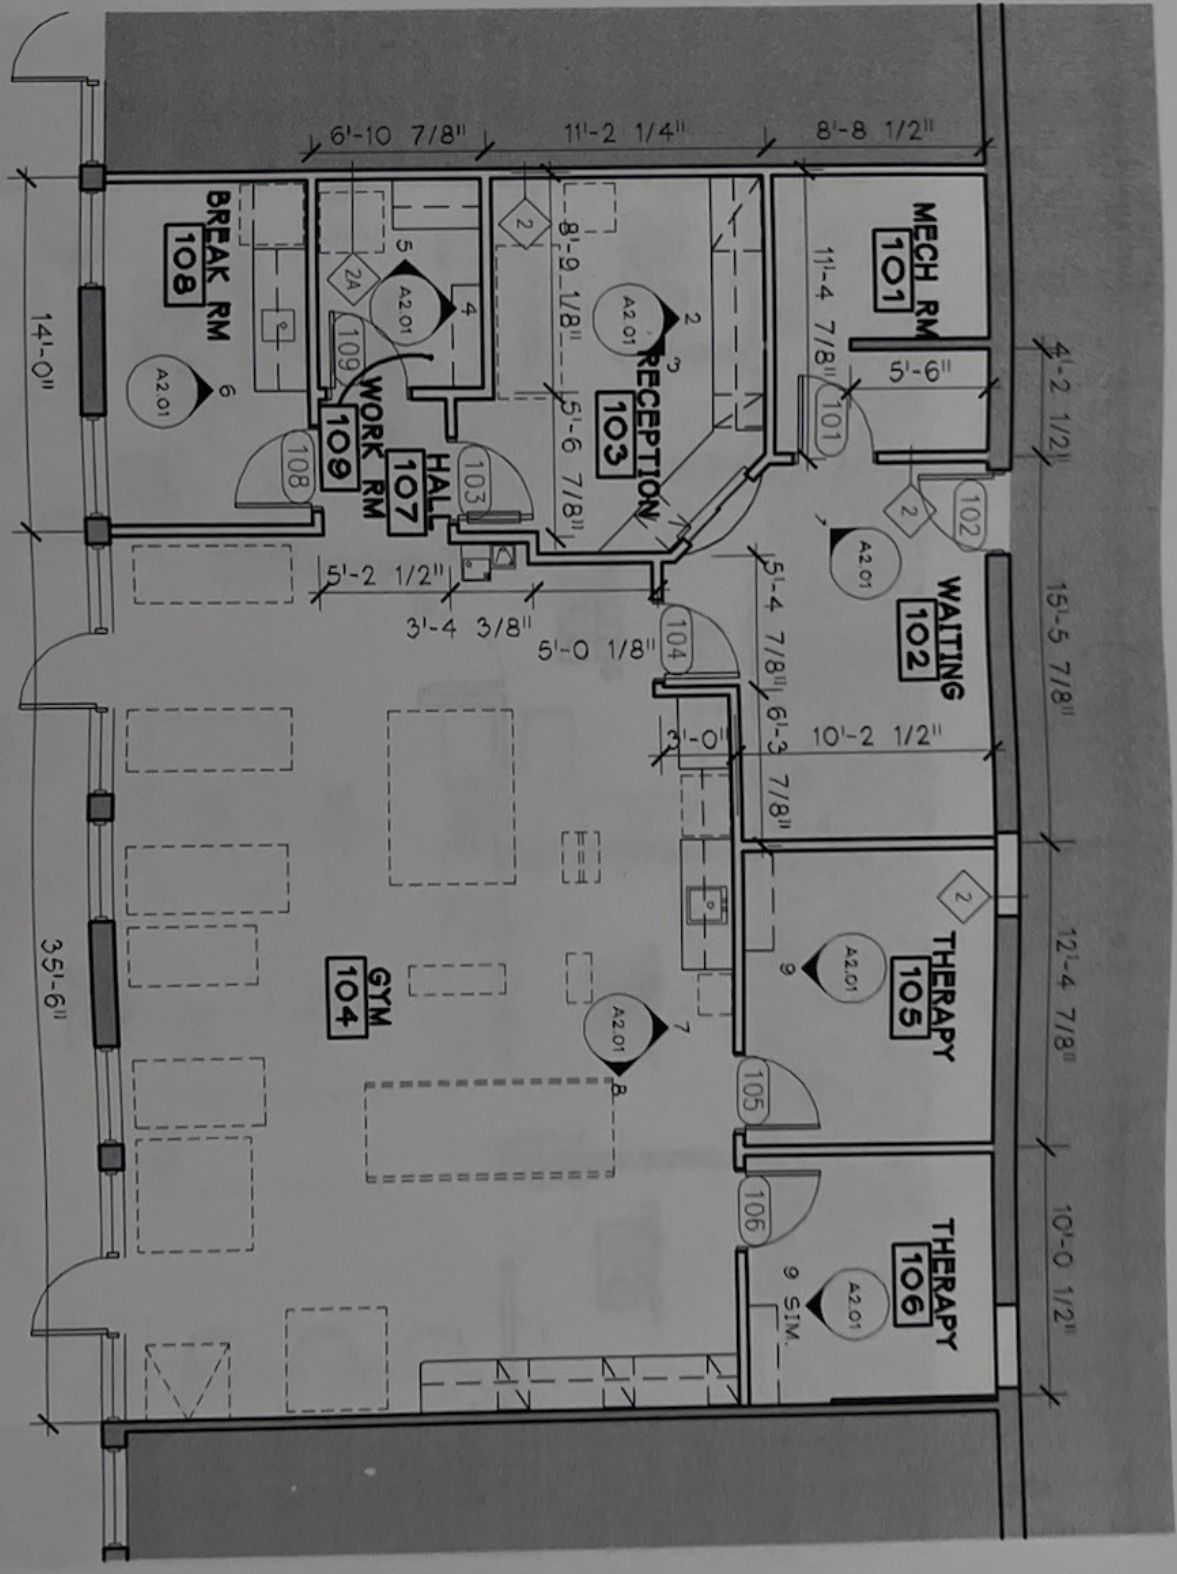 6'-10 7/8"
11'-2 1/4"
8'-8 1/2"
BREAK RM
108
14'-0"
6
A2.01
108
2A
5
4
A2.01
109
WORK RM
109
HALL
107
103
2
8'-9 1/8"
5'-6 7/8"
2
3
A2.01
RECEPTION
103
MECH RM
101
11'-4 7/8"
5'-6"
101
4'-2 1/2"
2
102
A2.01
WAITING
102
15'-5 7/8"
5'-2 1/2"
3'-4 3/8"
5'-0 1/8"
104
5'-4 7/8"
6'-3 7/8"
3'-0"
10'-2 1/2"
GYM
104
35'-6"
7
A2.01
8
2
THERAPY
105
A2.01
9
12'-4 7/8"
105
106
THERAPY
106
A2.01
9 SIM.
10'-0 1/2"